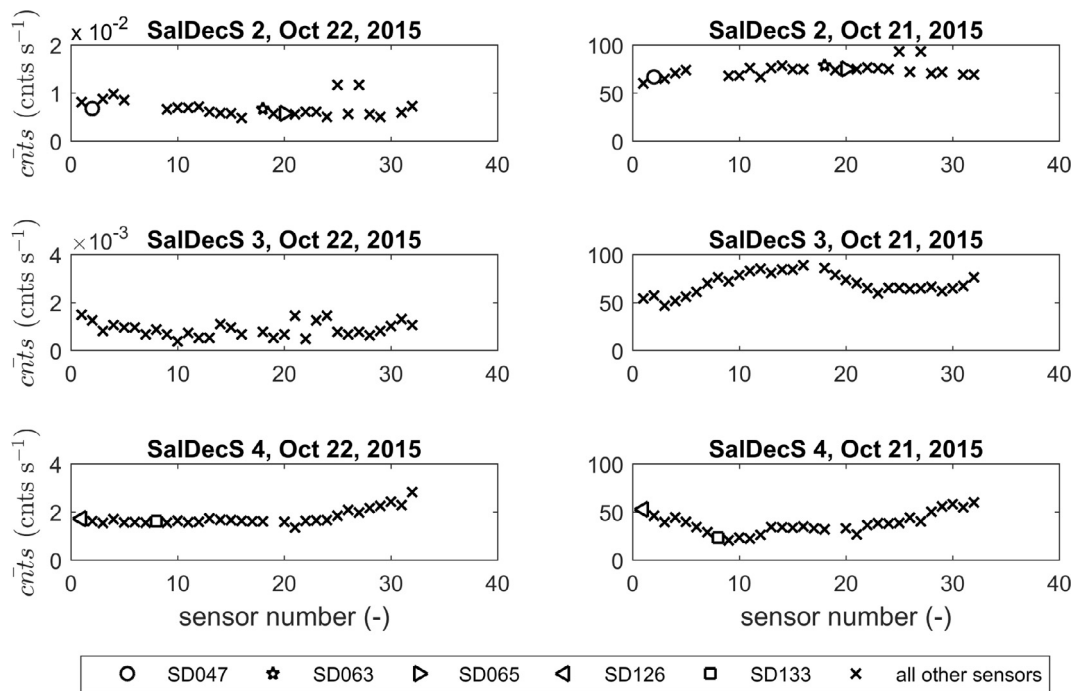 SalDecS 2, Oct 22, 2015
x 10^-2
c̄nts (cnts s^-1)
2
1
0
0 10 20 30 40
SalDecS 2, Oct 21, 2015
100
50
0
0 10 20 30 40
SalDecS 3, Oct 22, 2015
×10^-3
c̄nts (cnts s^-1)
4
2
0
0 10 20 30 40
SalDecS 3, Oct 21, 2015
100
50
0
0 10 20 30 40
SalDecS 4, Oct 22, 2015
c̄nts (cnts s^-1)
4
2
0
0 10 20 30 40
sensor number (-)
SalDecS 4, Oct 21, 2015
100
50
0
0 10 20 30 40
sensor number (-)
SD047 SD063 SD065 SD126 SD133 all other sensors